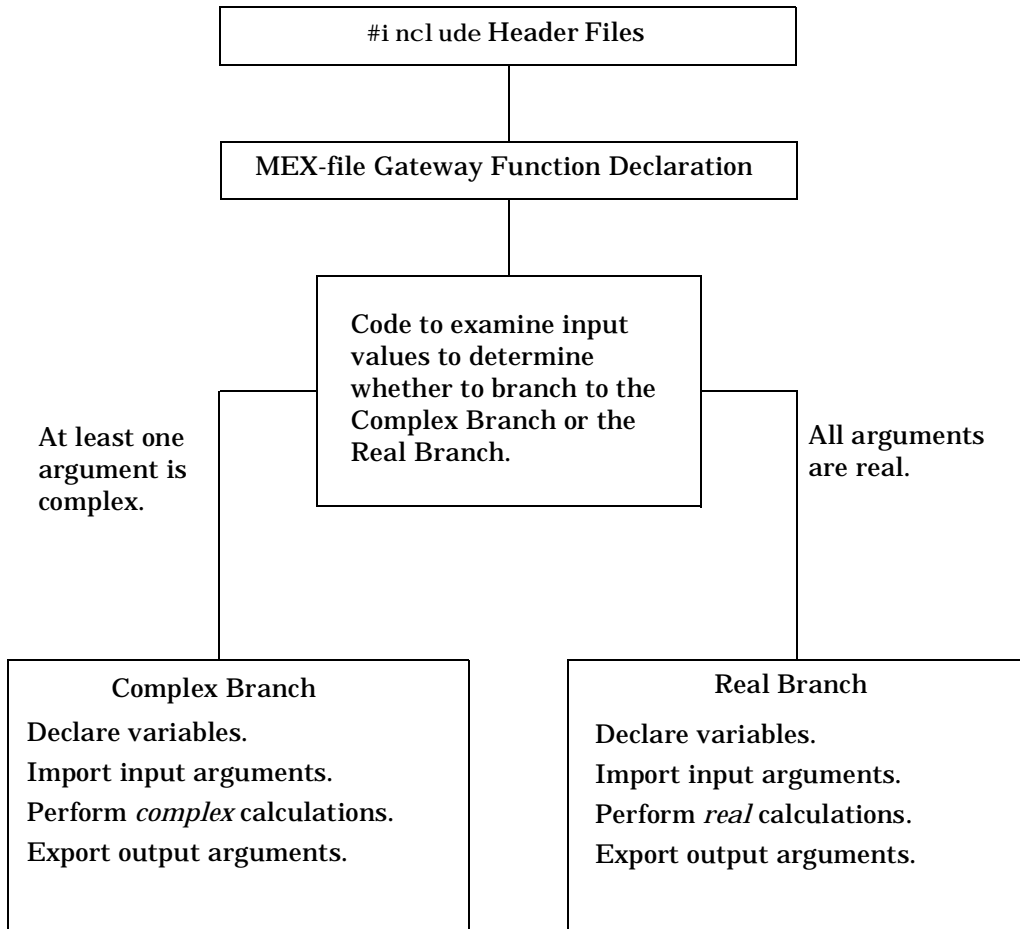 #i ncl ude Header Files
MEX-file Gateway Function Declaration
Code to examine input
values to determine
whether to branch to the
Complex Branch or the
Real Branch.
At least one
argument is
complex.
All arguments
are real.
Complex Branch
Declare variables.
Import input arguments.
Perform complex calculations.
Export output arguments.
Real Branch
Declare variables.
Import input arguments.
Perform real calculations.
Export output arguments.